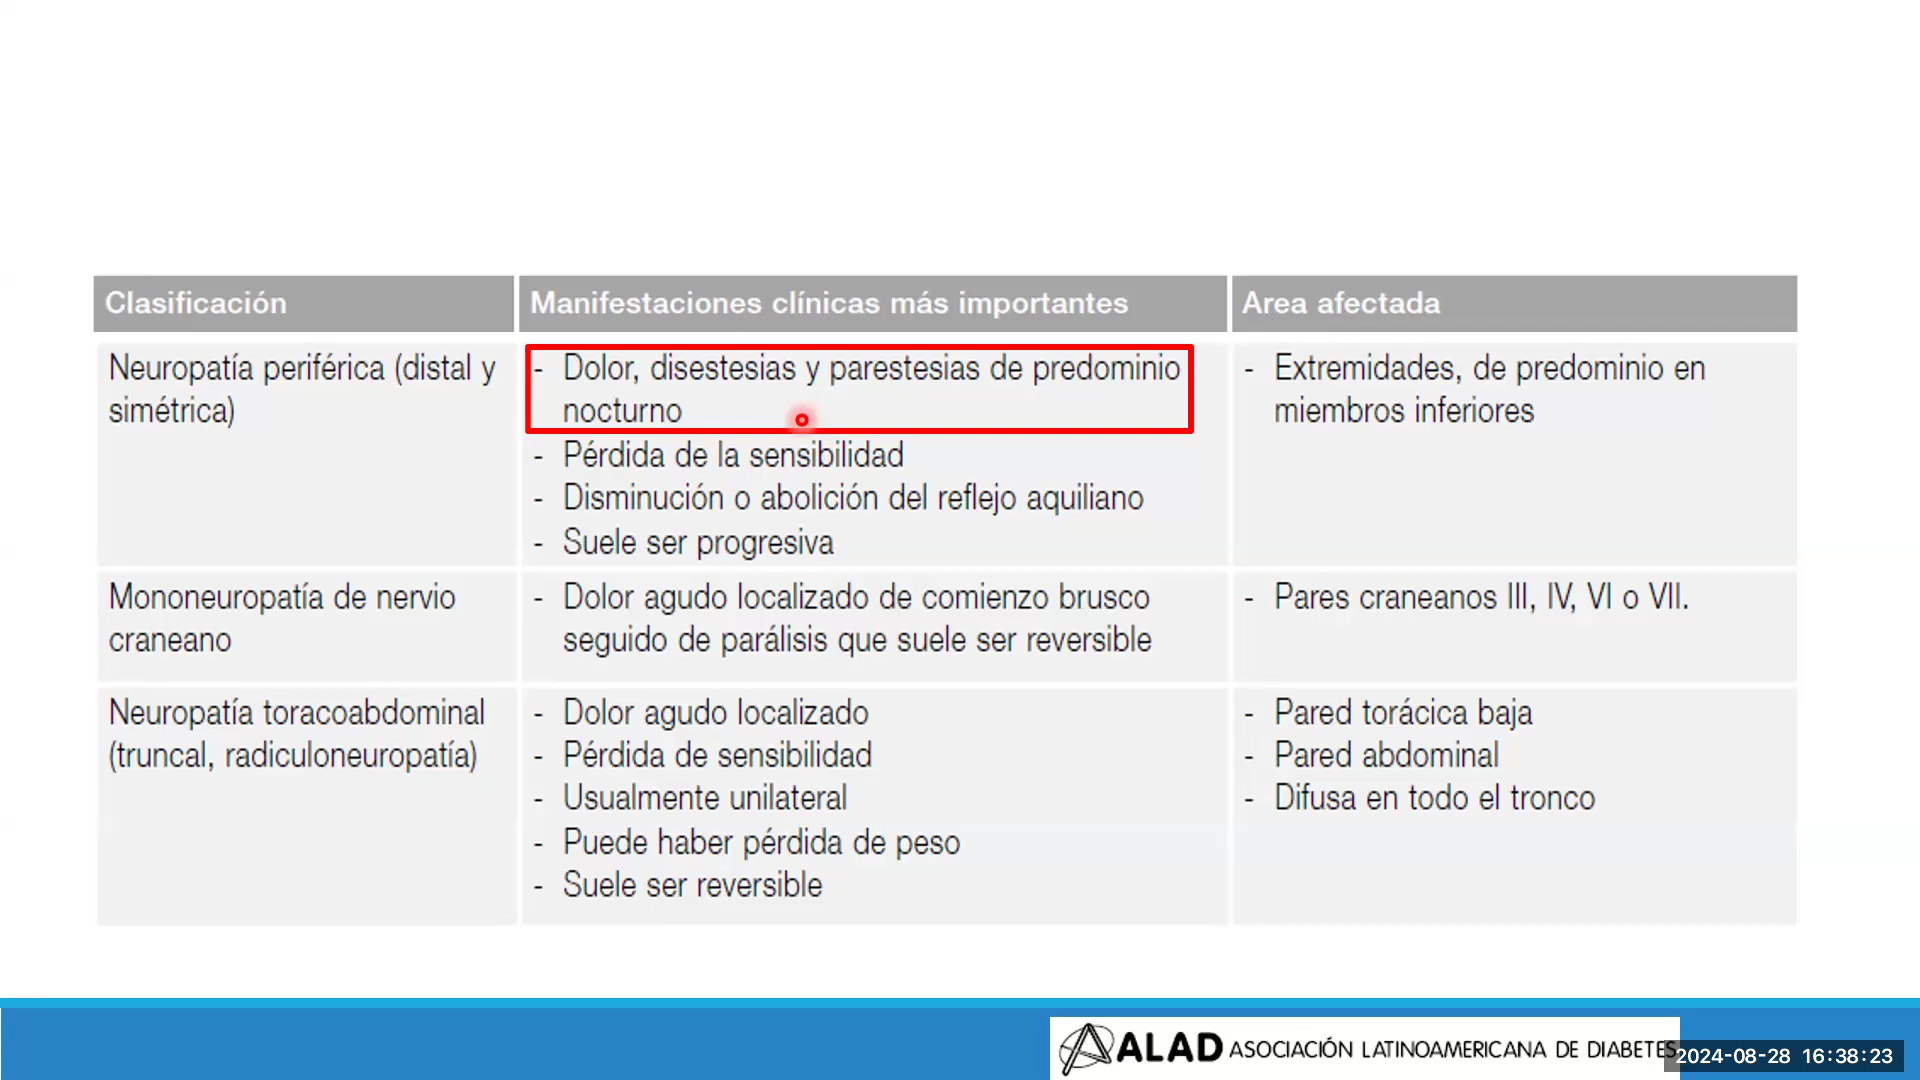 Clasificación
Manifestaciones clínicas más importantes
Area afectada
Neuropatía periférica (distal y
simétrica)
- Dolor, disestesias y parestesias de predominio
nocturno
- Pérdida de la sensibilidad
- Disminución o abolición del reflejo aquiliano
- Suele ser progresiva
- Extremidades, de predominio en
miembros inferiores
Mononeuropatía de nervio
craneano
- Dolor agudo localizado de comienzo brusco
seguido de parálisis que suele ser reversible
- Pares craneanos III, IV, VI o VII.
Neuropatía toracoabdominal
(truncal, radiculoneuropatía)
- Dolor agudo localizado
- Pérdida de sensibilidad
- Usualmente unilateral
- Puede haber pérdida de peso
- Suele ser reversible
- Pared torácica baja
- Pared abdominal
- Difusa en todo el tronco
ALAD ASOCIACIÓN LATINOAMERICANA DE DIABETES
2024-08-28 16:38:23